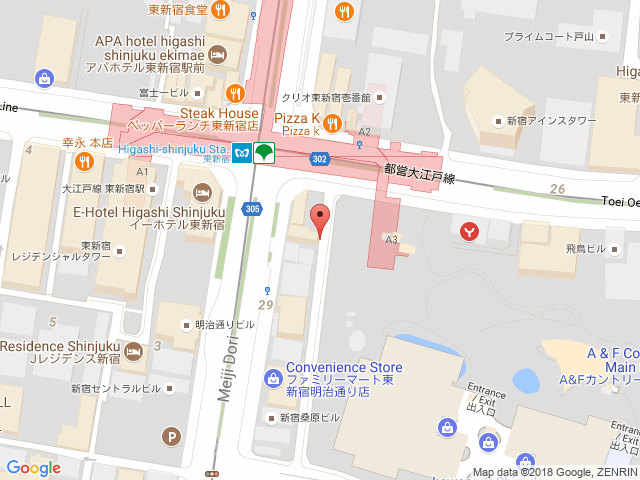 東新宿食堂
APA hotel higashi
shinjuku ekimae
アパホテル東新宿駅前
プライムコート戸山
Higa
富士一ビル
クリオ東新宿壱番館
Line
Steak House
ペッパーランチ東新宿店
Pizza K
Pizza k
新宿アインスタワー
A2
幸永 本店
4
Higashi-shinjuku Sta.
東新宿
302
都営大江戸線
A1
大江戸線 東新宿駅
26
Toei Oe
E-Hotel Higashi Shinjuku
イーホテル東新宿
305
東新宿
レジデンシャルタワー
A3
飛鳥ビル
29
5
明治通りビル
3
Residence Shinjuku
Jレジデンス新宿
Meiji Dori
A & F Co
Main
A&Fカントリー
Convenience Store
ファミリーマート東
新宿明治通り店
Entrance
/ Exit
出入口
新宿セントラルビル
LL
新宿桑原ビル
P
Entrance
/ Exit
出入口
Google
Map data ©2018 Google, ZENRIN